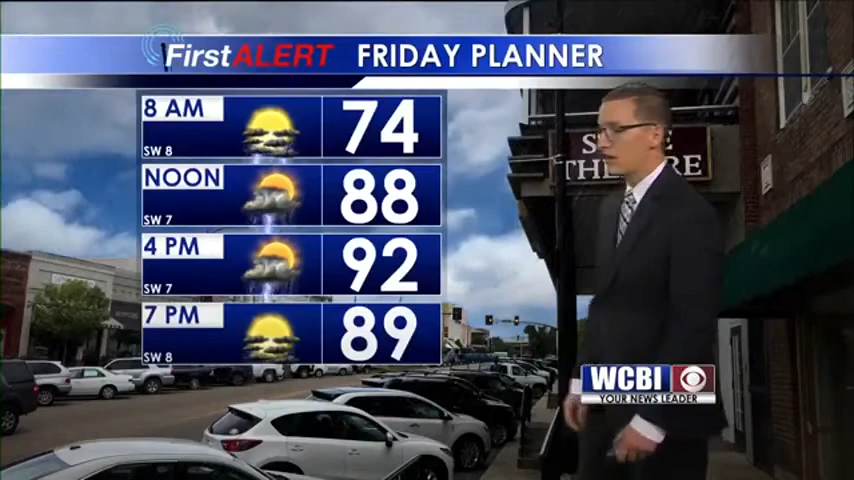 FirstALERT FRIDAY PLANNER
8 AM 74
SW 8
NOON 88
SW 7
4 PM 92
SW 7
7 PM 89
SW 8
THEATRE
WCBI
YOUR NEWS LEADER